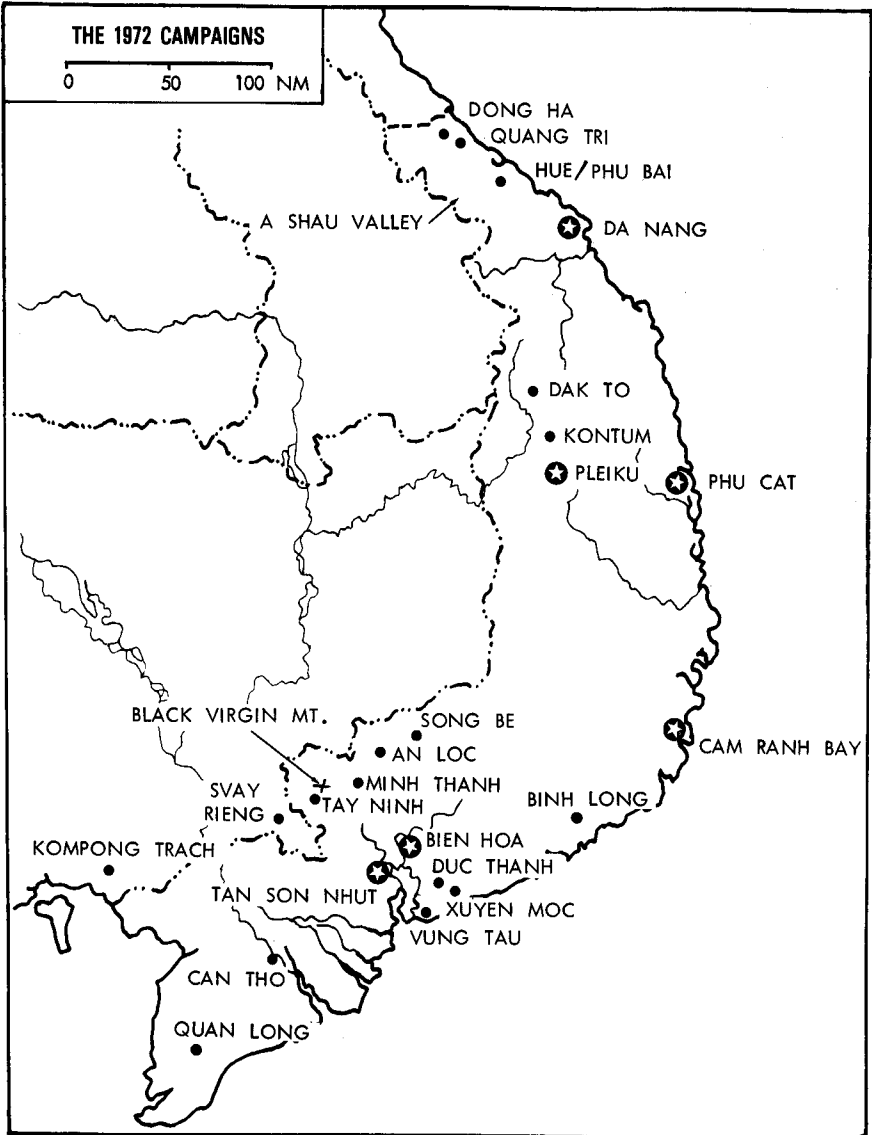 THE 1972 CAMPAIGNS
0 50 100 NM
DONG HA
QUANG TRI
HUE/PHU BAI
A SHAU VALLEY
DA NANG
DAK TO
KONTUM
PLEIKU
PHU CAT
BLACK VIRGIN MT.
SONG BE
AN LOC
CAM RANH BAY
MINH THANH
SVAY
RIENG
TAY NINH
BINH LONG
BIEN HOA
KOMPONG TRACH
DUC THANH
TAN SON NHUT
XUYEN MOC
VUNG TAU
CAN THO
QUAN LONG